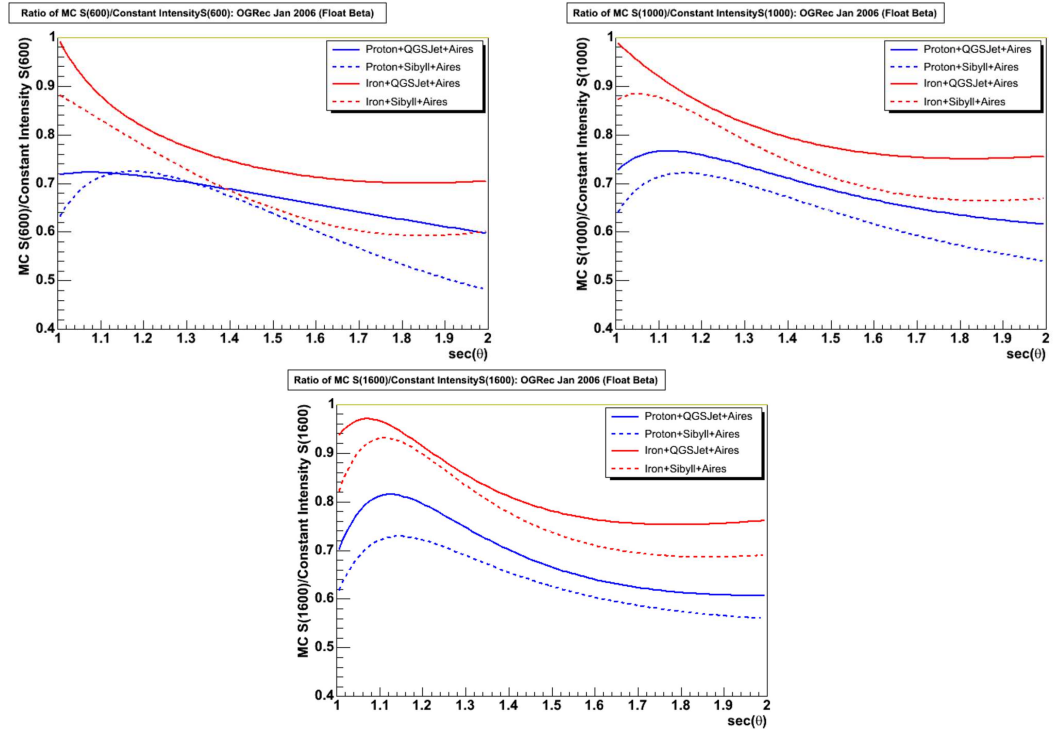 Ratio of MC S(600)/Constant IntensityS(600): OGRec Jan 2006 (Float Beta)
MC S(600)/Constant Intensity S(600)
1
0.9
0.8
0.7
0.6
0.5
0.4
Proton+QGSJet+Aires
Proton+Sibyll+Aires
Iron+QGSJet+Aires
Iron+Sibyll+Aires
1 1.1 1.2 1.3 1.4 1.5 1.6 1.7 1.8 1.9 2
sec(θ)
Ratio of MC S(1000)/Constant IntensityS(1000): OGRec Jan 2006 (Float Beta)
MC S(1000)/Constant Intensity S(1000)
1
0.9
0.8
0.7
0.6
0.5
0.4
Proton+QGSJet+Aires
Proton+Sibyll+Aires
Iron+QGSJet+Aires
Iron+Sibyll+Aires
1 1.1 1.2 1.3 1.4 1.5 1.6 1.7 1.8 1.9 2
sec(θ)
Ratio of MC S(1600)/Constant IntensityS(1600): OGRec Jan 2006 (Float Beta)
MC S(1600)/Constant Intensity S(1600)
1
0.9
0.8
0.7
0.6
0.5
0.4
Proton+QGSJet+Aires
Proton+Sibyll+Aires
Iron+QGSJet+Aires
Iron+Sibyll+Aires
1 1.1 1.2 1.3 1.4 1.5 1.6 1.7 1.8 1.9 2
sec(θ)